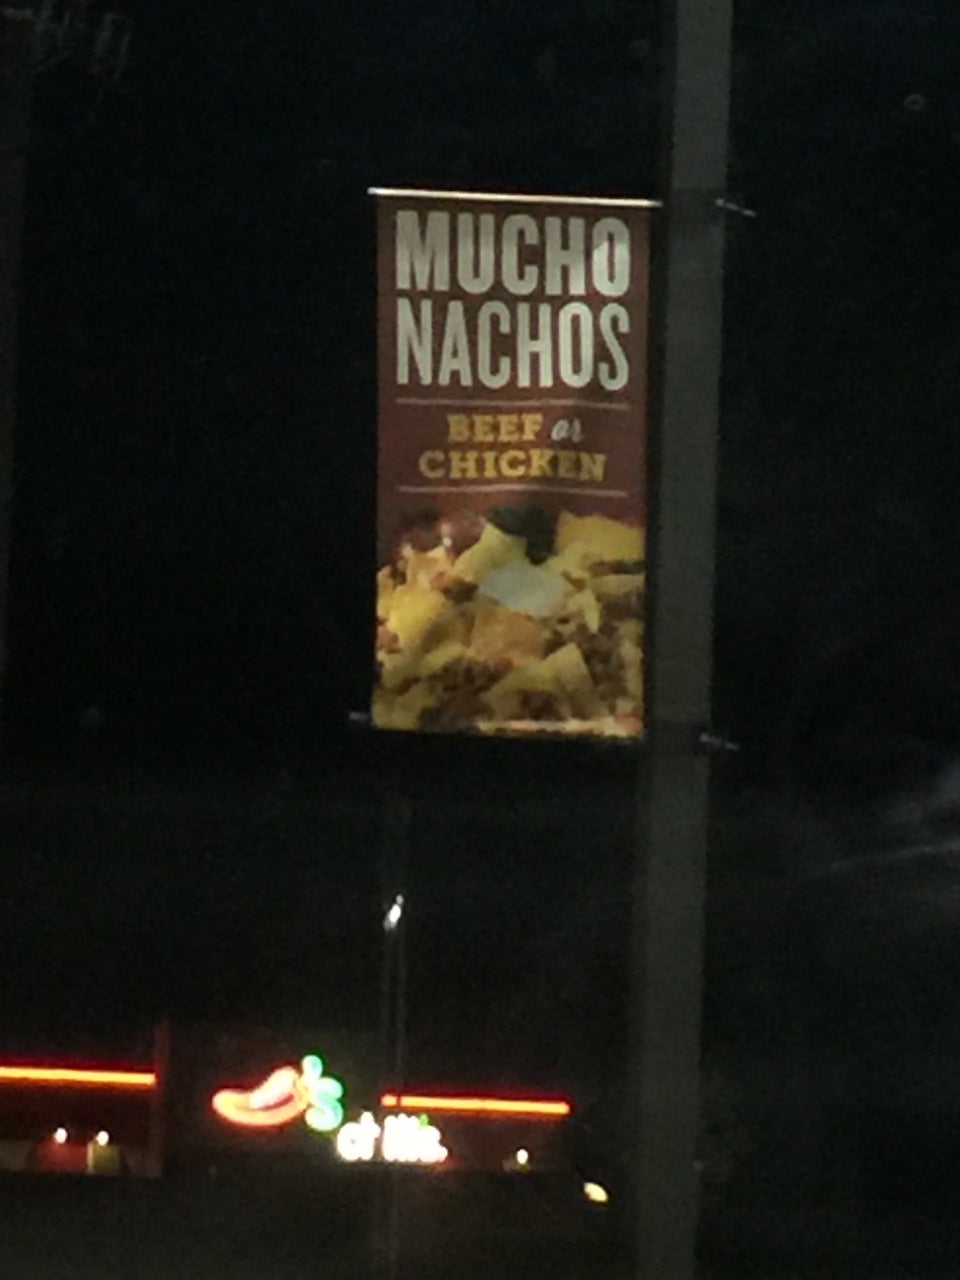 MUCHO
NACHOS
BEEF or
CHICKEN
's